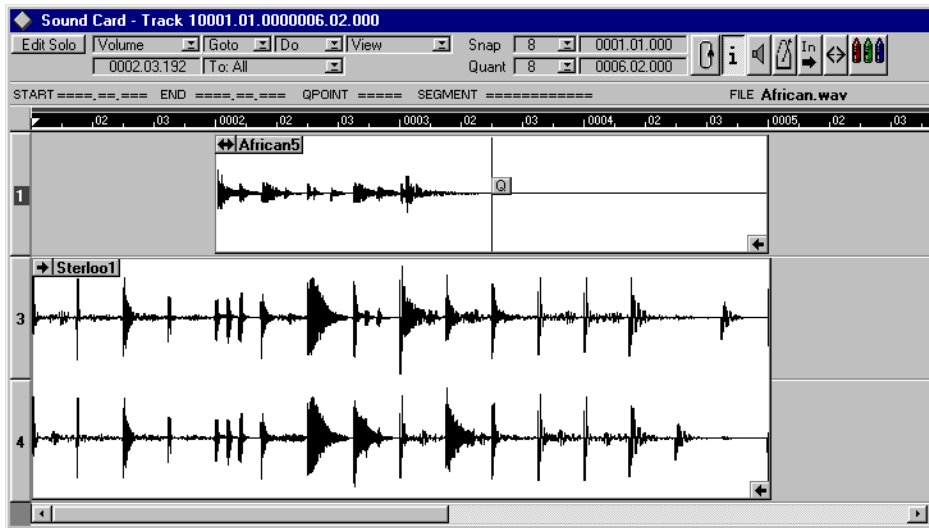 Sound Card - Track 10001.01.0000006.02.000
Edit Solo Volume Goto Do View Snap 8 0001.01.000
0002.03.192 To: All Quant 8 0006.02.000
START ====.==.=== END ====.==.=== QPOINT ===== SEGMENT ============ FILE African.wav
02 03 0002 02 03 0003 02 03 0004 02 03 0005 02 03
African5
1
Q
Sterloo1
3
4
i
In